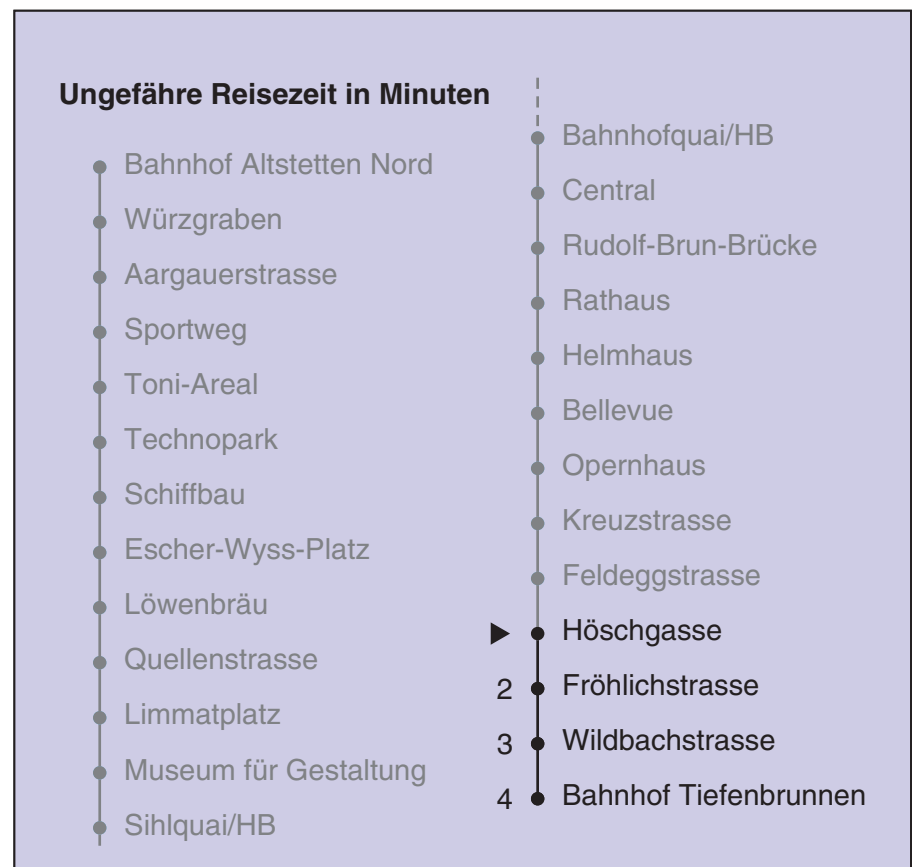 Ungefähre Reisezeit in Minuten
Bahnhof Altstetten Nord
Würzgraben
Aargauerstrasse
Sportweg
Toni-Areal
Technopark
Schiffbau
Escher-Wyss-Platz
Löwenbräu
Quellenstrasse
Limmatplatz
Museum für Gestaltung
Sihlquai/HB
Bahnhofquai/HB
Central
Rudolf-Brun-Brücke
Rathaus
Helmhaus
Bellevue
Opernhaus
Kreuzstrasse
Feldeggstrasse
Höschgasse
2 Fröhlichstrasse
3 Wildbachstrasse
4 Bahnhof Tiefenbrunnen